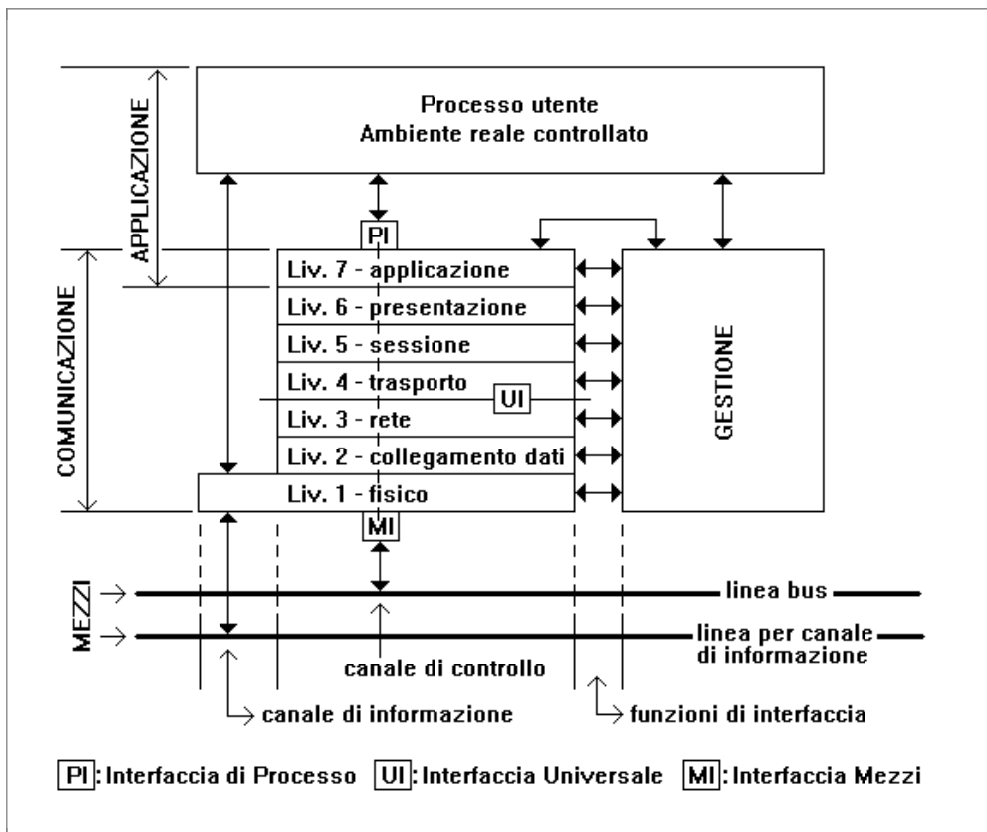 Processo utente
Ambiente reale controllato
APPLICAZIONE
COMUNICAZIONE
PI
Liv. 7 - applicazione
Liv. 6 - presentazione
Liv. 5 - sessione
Liv. 4 - trasporto
UI
Liv. 3 - rete
Liv. 2 - collegamento dati
Liv. 1 - fisico
MI
GESTIONE
MEZZI
linea bus
linea per canale
di informazione
canale di controllo
canale di informazione
funzioni di interfaccia
PI: Interfaccia di Processo UI: Interfaccia Universale MI: Interfaccia Mezzi